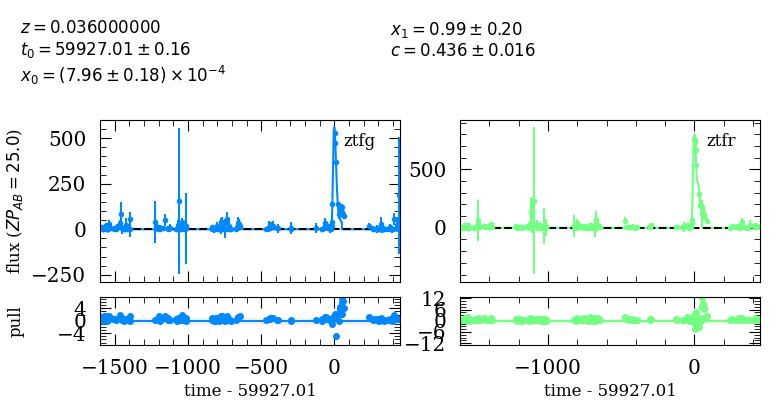 z = 0.036000000
t₀ = 59927.01 ± 0.16
x₀ = (7.96 ± 0.18) × 10⁻⁴
x₁ = 0.99 ± 0.20
c = 0.436 ± 0.016
flux (ZP_AB = 25.0)
500
250
0
−250
ztfg
500
0
ztfr
pull
4
0
−4
12
6
0
−6
−12
−1500 −1000 −500 0
−1000 0
time - 59927.01
time - 59927.01